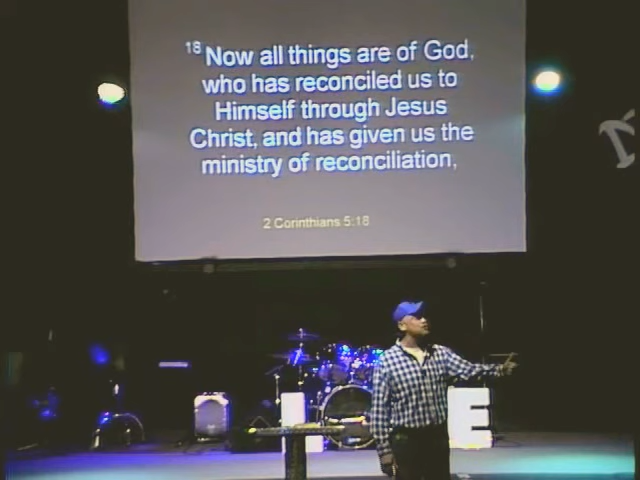 18 Now all things are of God,
who has reconciled us to
Himself through Jesus
Christ, and has given us the
ministry of reconciliation,
2 Corinthians 5:18
E